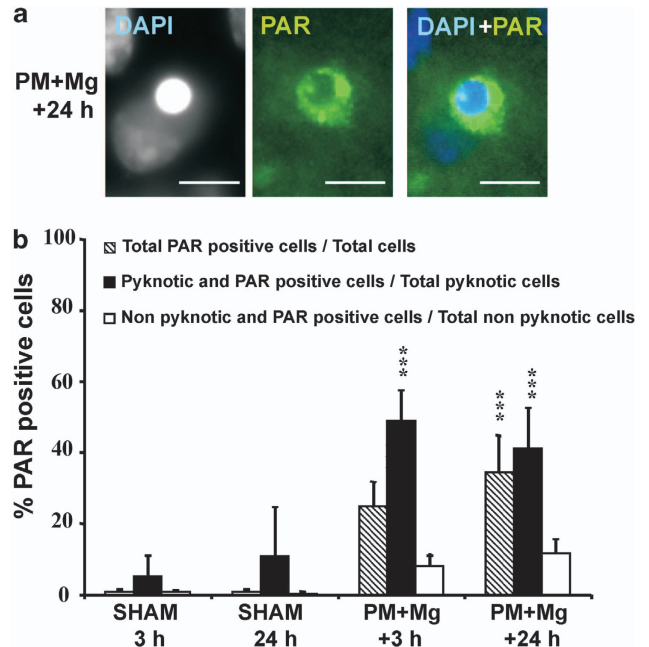 a
DAPI
PAR
DAPI+PAR
PM+Mg
+24 h
b
100
80
60
40
20
0
% PAR positive cells
Total PAR positive cells / Total cells
Pyknotic and PAR positive cells / Total pyknotic cells
Non pyknotic and PAR positive cells / Total non pyknotic cells
***
***
***
SHAM
3 h
SHAM
24 h
PM+Mg
+3 h
PM+Mg
+24 h